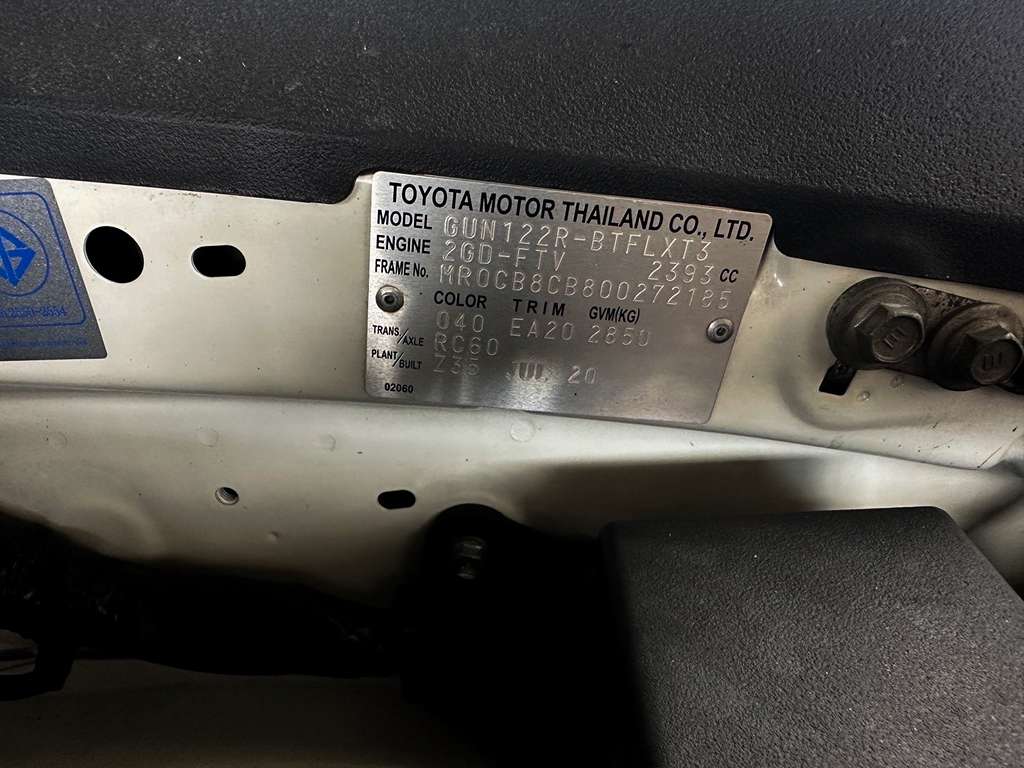 TOYOTA MOTOR THAILAND CO., LTD.
MODEL GUN122R-BTFLXT3
ENGINE 2GD-FTV 2393 CC
FRAME No. MR0CB8CB800272185
COLOR TRIM GVM(KG)
040 EA20 2850
TRANS./AXLE RC60
PLANT/BUILT Z35 JUL 20
02060